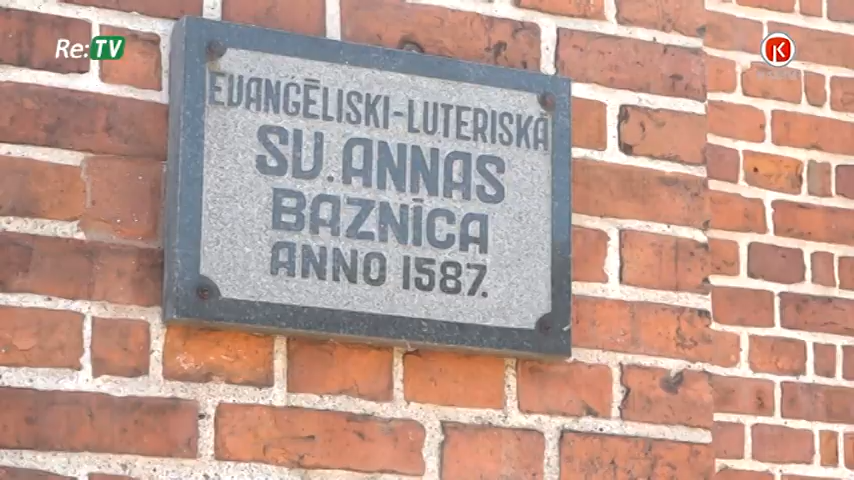 Re:TV
K
EVANĢĒLISKI-LUTERISKĀ
SV. ANNAS
BAZNĪCA
ANNO 1587.